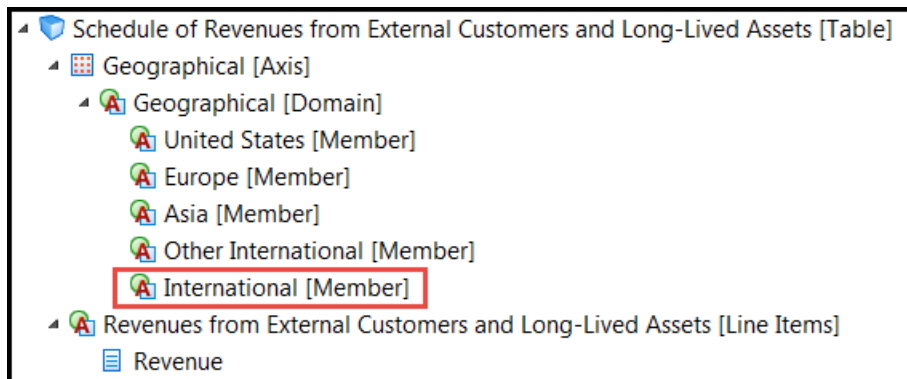 Schedule of Revenues from External Customers and Long-Lived Assets [Table]
Geographical [Axis]
Geographical [Domain]
United States [Member]
Europe [Member]
Asia [Member]
Other International [Member]
International [Member]
Revenues from External Customers and Long-Lived Assets [Line Items]
Revenue